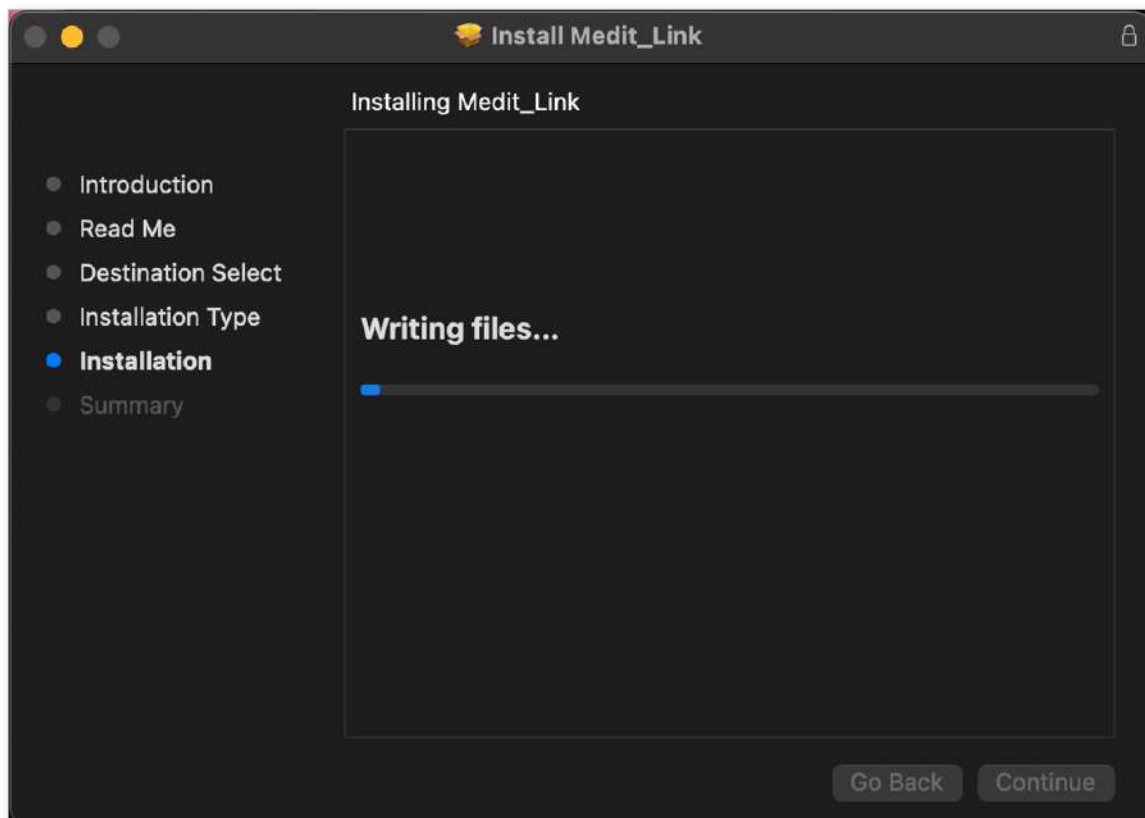 Install Medit_Link
Installing Medit_Link
Introduction
Read Me
Destination Select
Installation Type
Installation
Summary
Writing files...
Go Back
Continue